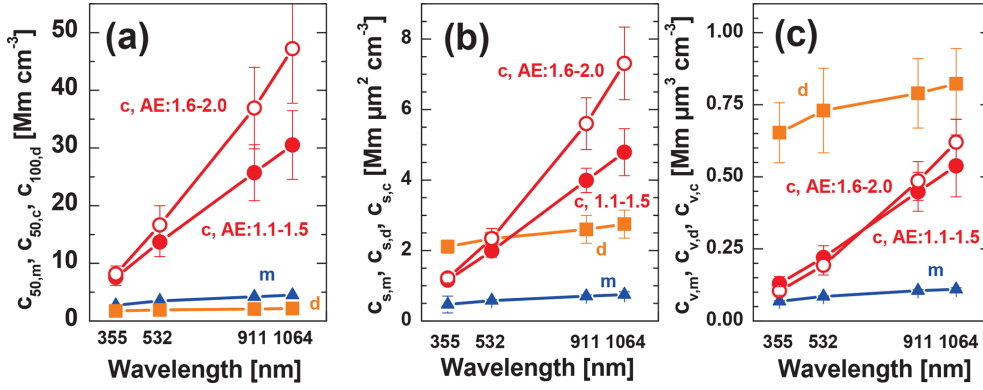 (a)
c50,m, c50,c, c100,d [Mm cm-3]
50
40
30
20
10
0
c, AE:1.6-2.0
c, AE:1.1-1.5
m
d
355 532 911 1064
Wavelength [nm]
(b)
cs,m, cs,d, cs,c [Mm μm2 cm-3]
8
6
4
2
0
c, AE:1.6-2.0
c, 1.1-1.5
d
m
355 532 911 1064
Wavelength [nm]
(c)
cv,m, cv,d, cv,c [Mm μm3 cm-3]
1.00
0.75
0.50
0.25
0.00
d
c, AE:1.6-2.0
c, AE:1.1-1.5
m
355 532 911 1064
Wavelength [nm]